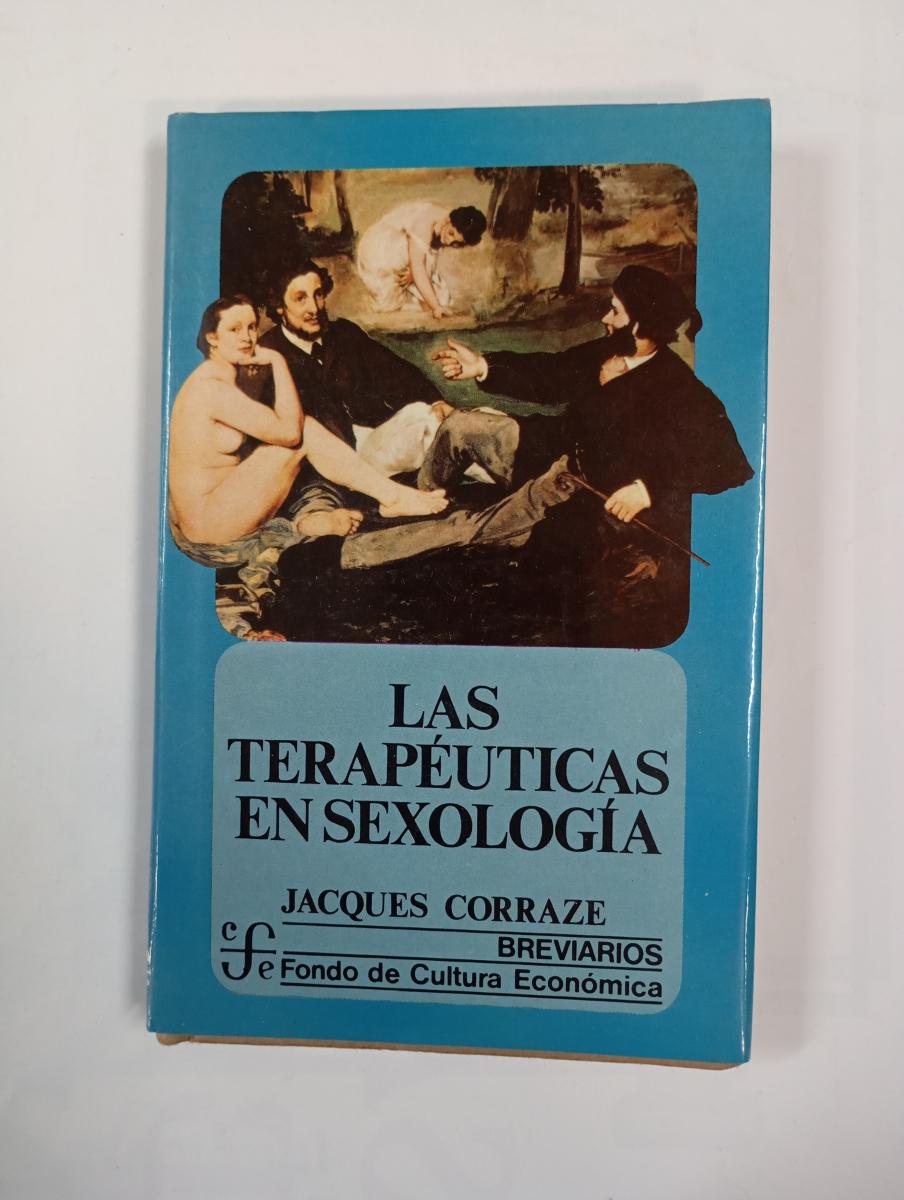 LAS
TERAPÉUTICAS
EN SEXOLOGÍA
JACQUES CORRAZE
BREVIARIOS
cfe Fondo de Cultura Económica